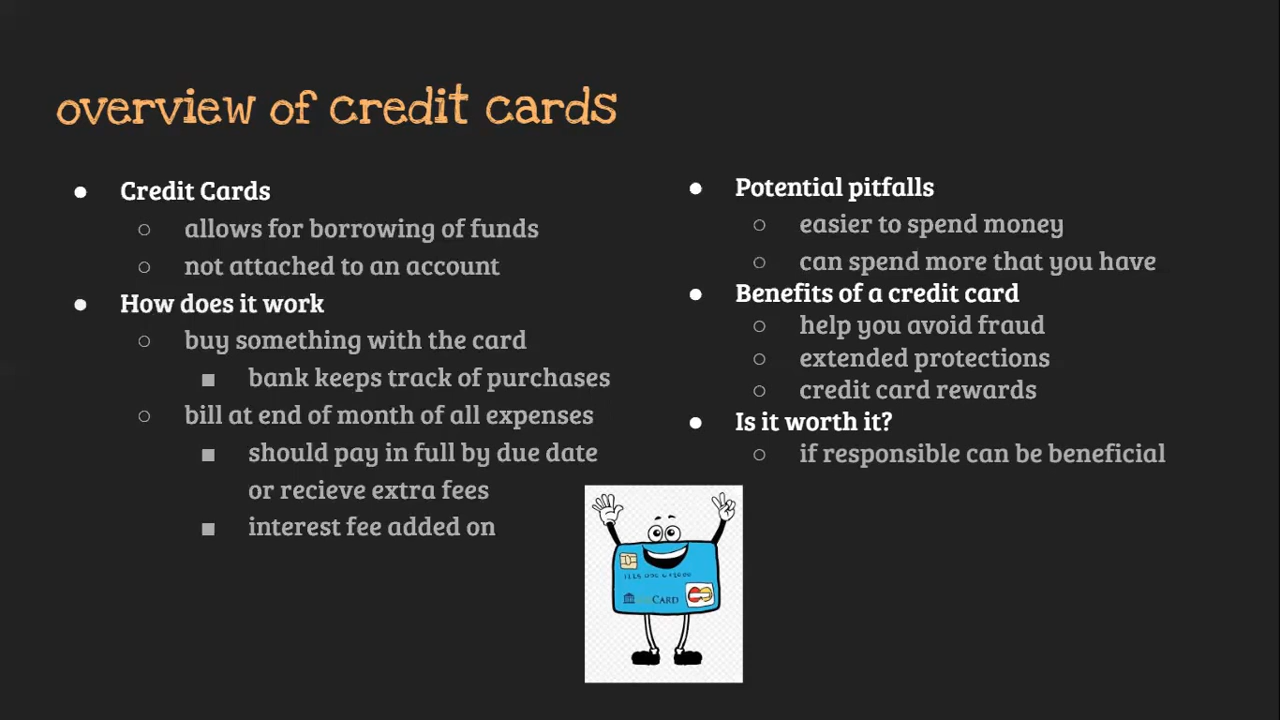 overview of credit cards
● Credit Cards
○ allows for borrowing of funds
○ not attached to an account
● How does it work
○ buy something with the card
■ bank keeps track of purchases
○ bill at end of month of all expenses
■ should pay in full by due date
or recieve extra fees
■ interest fee added on
● Potential pitfalls
○ easier to spend money
○ can spend more that you have
● Benefits of a credit card
○ help you avoid fraud
○ extended protections
○ credit card rewards
● Is it worth it?
○ if responsible can be beneficial
CARD